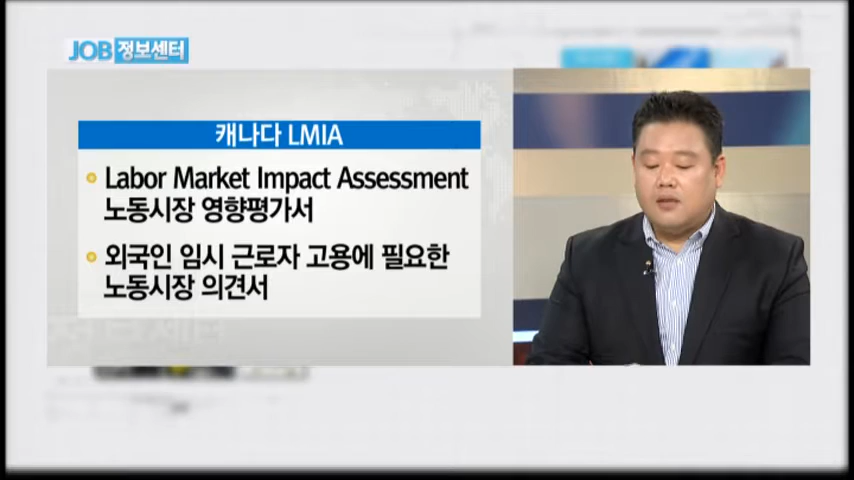 JOB 정보센터
캐나다 LMIA
Labor Market Impact Assessment
노동시장 영향평가서
외국인 임시 근로자 고용에 필요한
노동시장 의견서